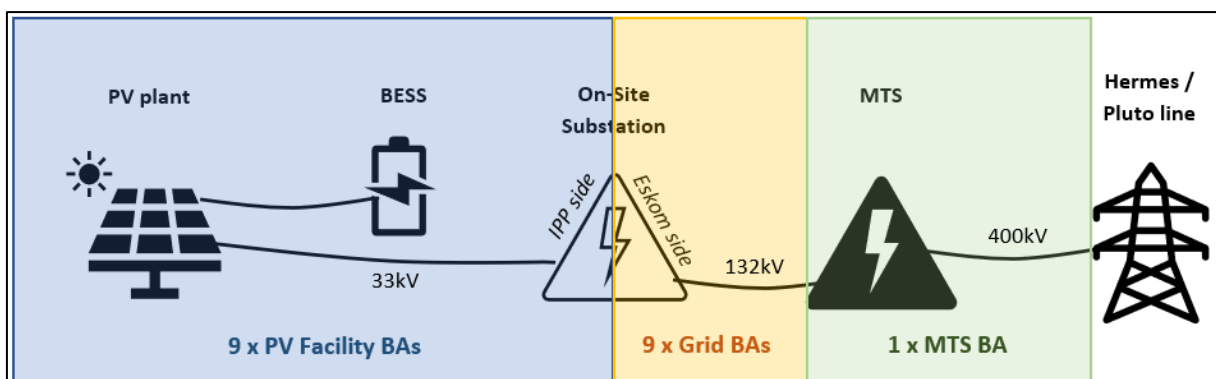 PV plant
BESS
On-Site
Substation
MTS
Hermes /
Pluto line
IPP side
Eskom side
33kV
132kV
400kV
9 x PV Facility BAs
9 x Grid BAs
1 x MTS BA